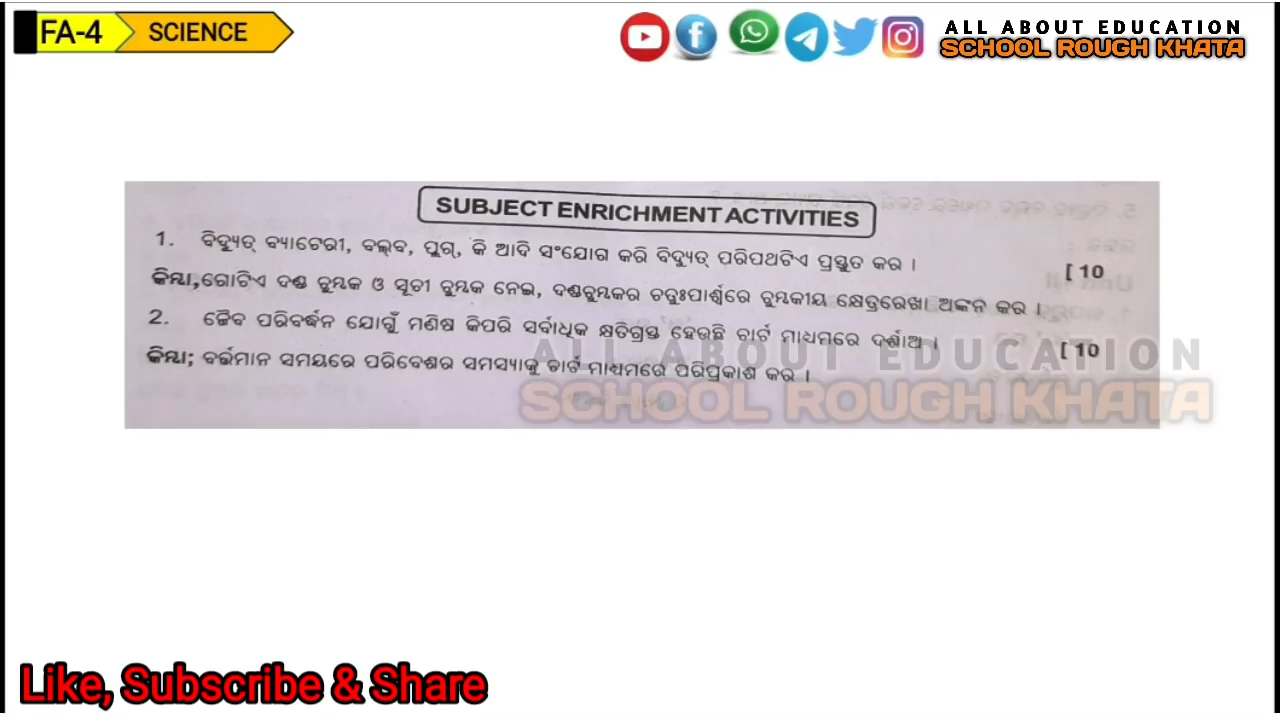 FA-4 SCIENCE
ALL ABOUT EDUCATION
SCHOOL ROUGH KHATA
SUBJECT ENRICHMENT ACTIVITIES
1. ବିଦ୍ୟୁତ୍ ବ୍ୟାଟେରୀ, ବଲ୍‌ବ, ପ୍ଲଗ୍, କି ଆଦି ସଂଯୋଗ କରି ବିଦ୍ୟୁତ୍ ପରିପଥଟିଏ ପ୍ରସ୍ତୁତ କର । [ 10
କିମ୍ବା, ଗୋଟିଏ ଦଣ୍ଡ ଚୁମ୍ବକ ଓ ସୂଚୀ ଚୁମ୍ବକ ନେଇ, ଦଣ୍ଡଚୁମ୍ବକର ଚତୁଃପାର୍ଶ୍ୱରେ ଚୁମ୍ବକୀୟ କ୍ଷେତ୍ରରେଖା ଅଙ୍କନ କର ।
2. ଜୈବ ପରିବର୍ଦ୍ଧନ ଯୋଗୁଁ ମଣିଷ କିପରି ସର୍ବାଧିକ କ୍ଷତିଗ୍ରସ୍ତ ହେଉଛି ଚାର୍ଟ ମାଧ୍ୟମରେ ଦର୍ଶାଅ । [ 10
କିମ୍ବା; ବର୍ତ୍ତମାନ ସମୟରେ ପରିବେଶର ସମସ୍ୟାକୁ ଚାର୍ଟ ମାଧ୍ୟମରେ ପରିପ୍ରକାଶ କର ।
ALL ABOUT EDUCATION
SCHOOL ROUGH KHATA
Like, Subscribe & Share